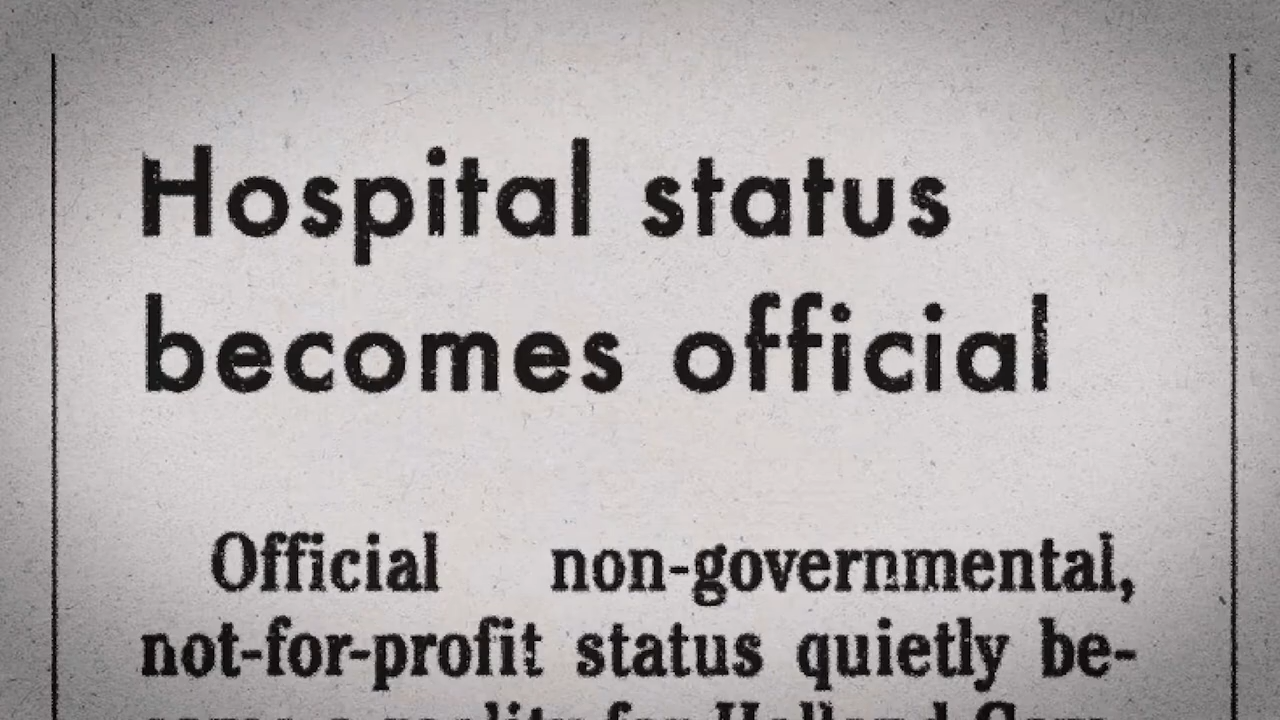 Hospital status
becomes official
Official non-governmental,
not-for-profit status quietly be-